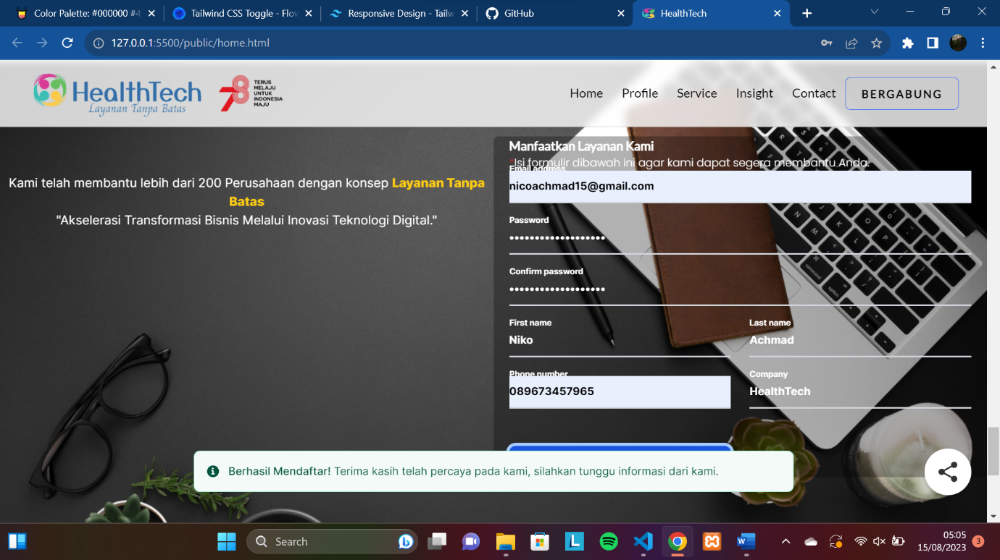 Color Palette: #000000 #4
Tailwind CSS Toggle - Flow
Responsive Design - Tailw
GitHub
HealthTech
127.0.0.1:5500/public/home.html
HealthTech
Layanan Tanpa Batas
78
TERUS
MELAJU
UNTUK
INDONESIA
MAJU
Home
Profile
Service
Insight
Contact
BERGABUNG
Kami telah membantu lebih dari 200 Perusahaan dengan konsep Layanan Tanpa
Batas
"Akselerasi Transformasi Bisnis Melalui Inovasi Teknologi Digital."
Manfaatkan Layanan Kami
*Isi formulir dibawah ini agar kami dapat segera membantu Anda.
Email address
nicoachmad15@gmail.com
Password
Confirm password
First name
Niko
Last name
Achmad
Phone number
089673457965
Company
HealthTech
Berhasil Mendaftar! Terima kasih telah percaya pada kami, silahkan tunggu informasi dari kami.
Search
05:05
15/08/2023
3